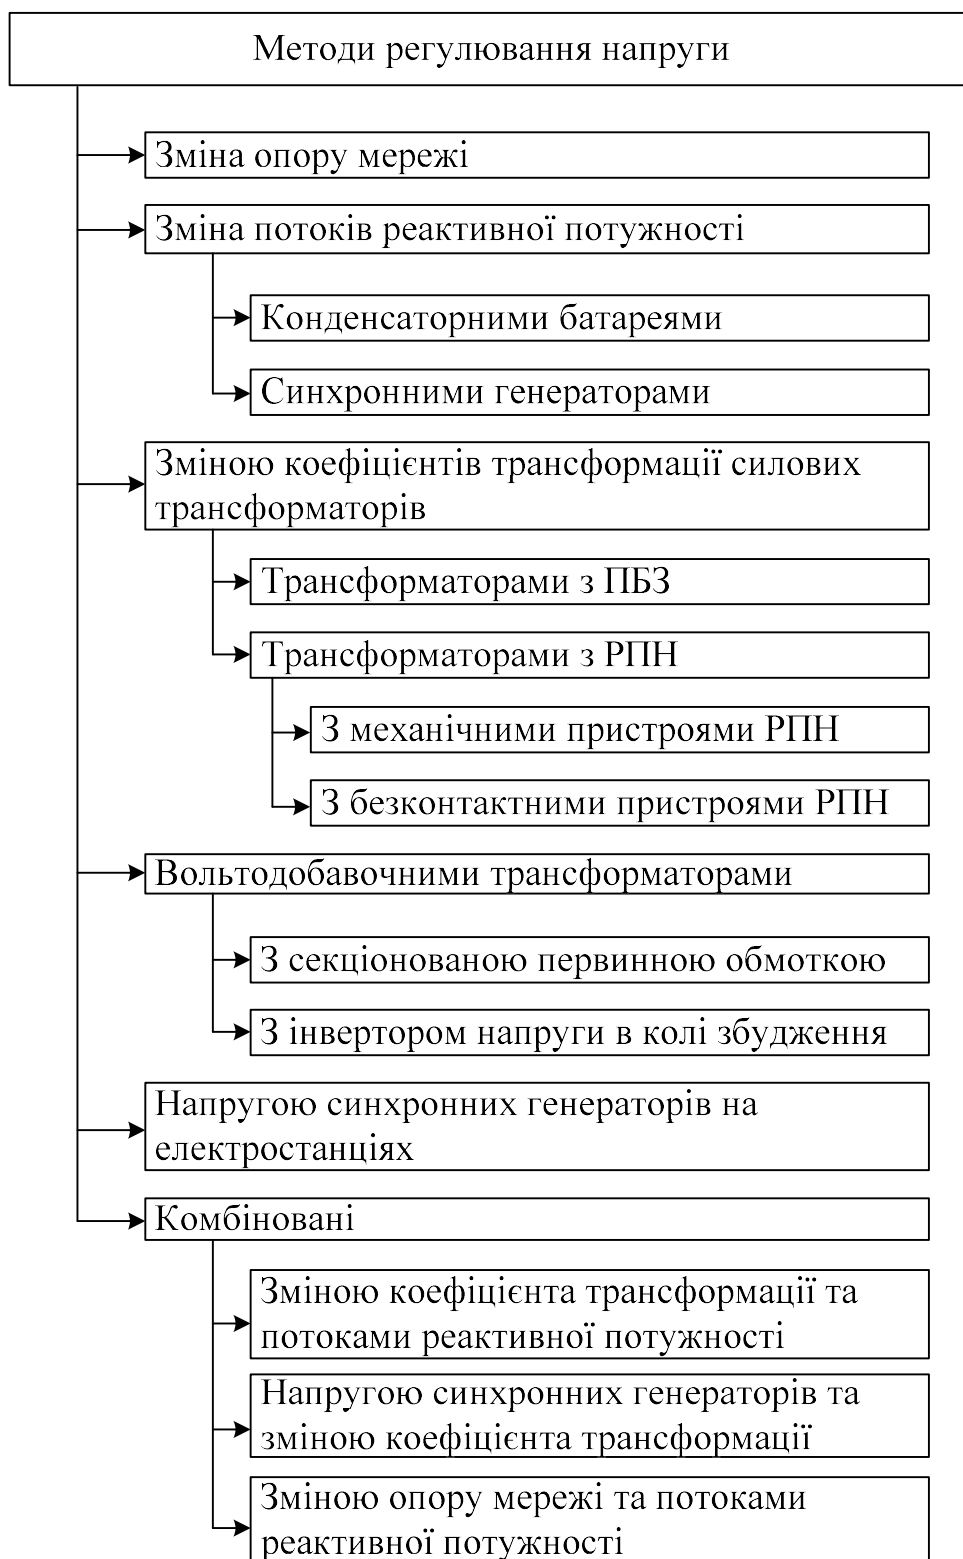 Методи регулювання напруги
Зміна опору мережі
Зміна потоків реактивної потужності
Конденсаторними батареями
Синхронними генераторами
Зміною коефіцієнтів трансформації силових
трансформаторів
Трансформаторами з ПБЗ
Трансформаторами з РПН
З механічними пристроями РПН
З безконтактними пристроями РПН
Вольтодобавочними трансформаторами
З секціонованою первинною обмоткою
З інвертором напруги в колі збудження
Напругою синхронних генераторів на
електростанціях
Комбіновані
Зміною коефіцієнта трансформації та
потоками реактивної потужності
Напругою синхронних генераторів та
зміною коефіцієнта трансформації
Зміною опору мережі та потоками
реактивної потужності